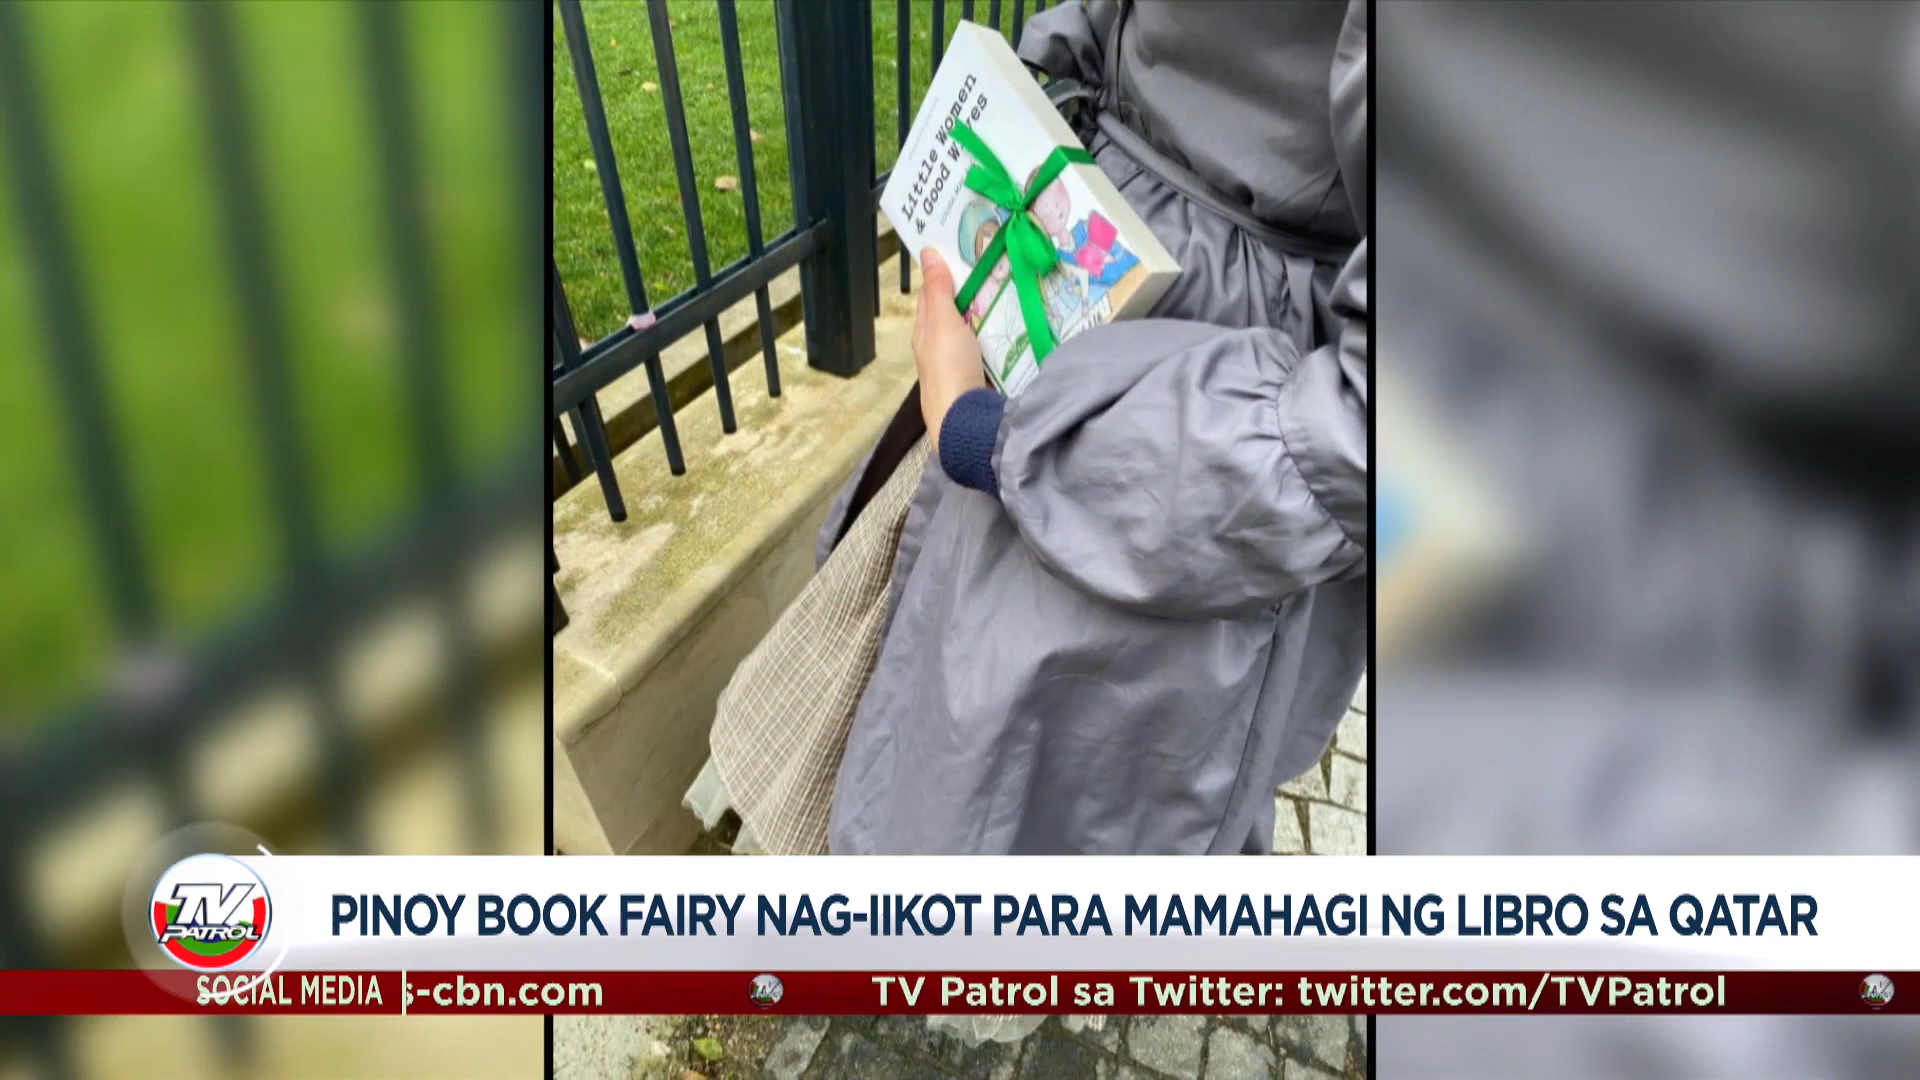 Little Women
& Good W ves
TV
PATROL
PINOY BOOK FAIRY NAG-IIKOT PARA MAMAHAGI NG LIBRO SA QATAR
SOCIAL MEDIA s-cbn.com TV Patrol sa Twitter: twitter.com/TVPatrol